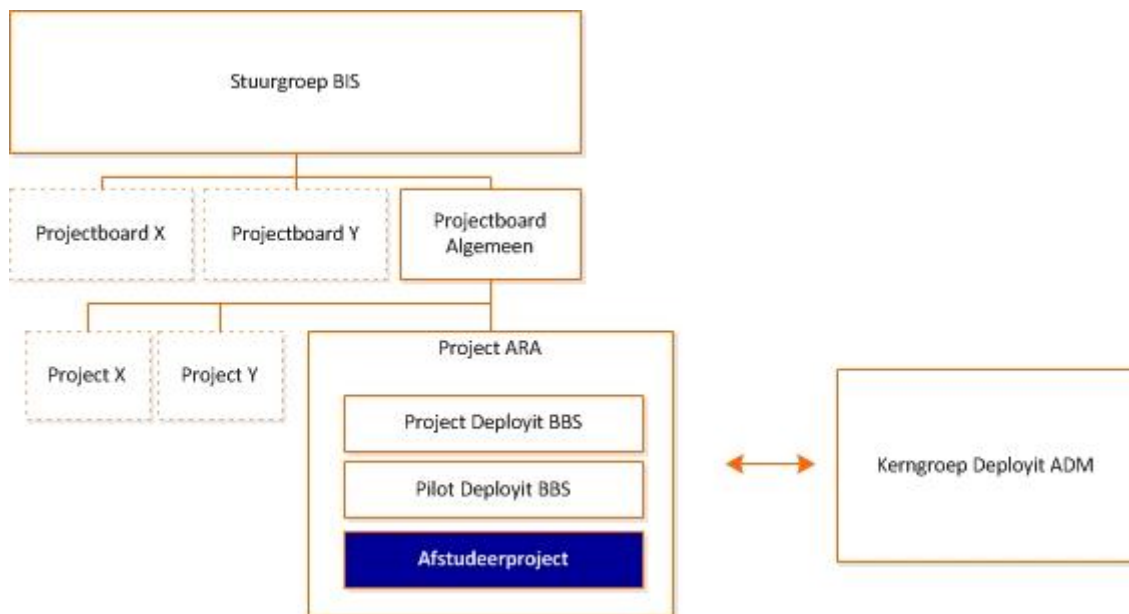 Stuurgroep BIS
Projectboard X
Projectboard Y
Projectboard
Algemeen
Project X
Project Y
Project ARA
Project Deployit BBS
Pilot Deployit BBS
Afstudeerproject
Kerngroep Deployit ADM